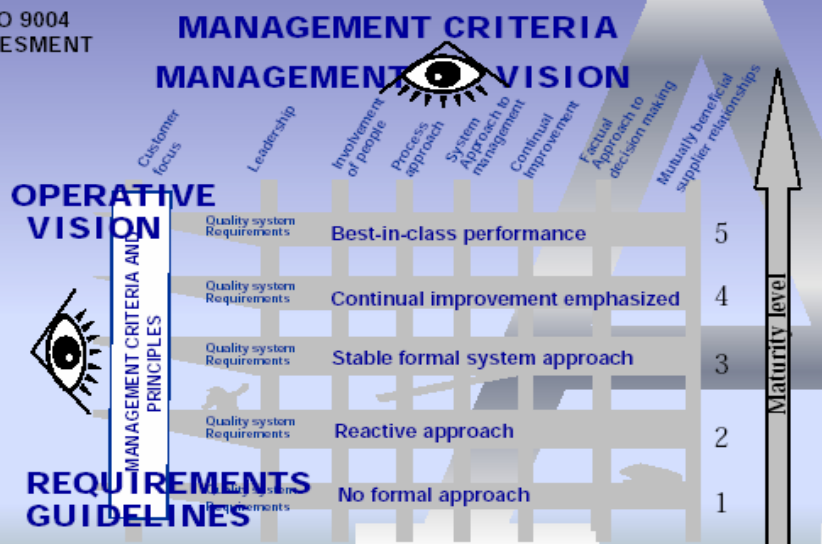 O 9004
ESMENT
MANAGEMENT CRITERIA
MANAGEMENT VISION
Customer
focus
Leadership
Involvement
of people
Process
approach
System
Approach to
management
Continual
Improvement
Factual
Approach to
decision making
Mutually beneficial
supplier relationships
OPERATIVE
VISION
MANAGEMENT CRITERIA AND
PRINCIPLES
Quality system
Requirements
Best-in-class performance
5
Quality system
Requirements
Continual improvement emphasized
4
Quality system
Requirements
Stable formal system approach
3
Quality system
Requirements
Reactive approach
2
Quality system
Requirements
No formal approach
1
REQUIREMENTS
GUIDELINES
Maturity level